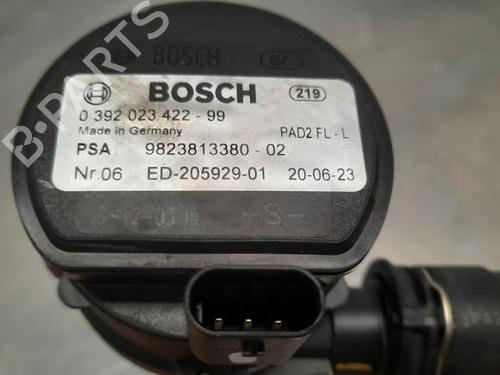 BOSCH
BOSCH 219
0 392 023 422 - 99
Made in Germany PAD2 FL - L
PSA 9823813380 - 02
Nr.06 ED-205929-01 20-06-23
B-Parts